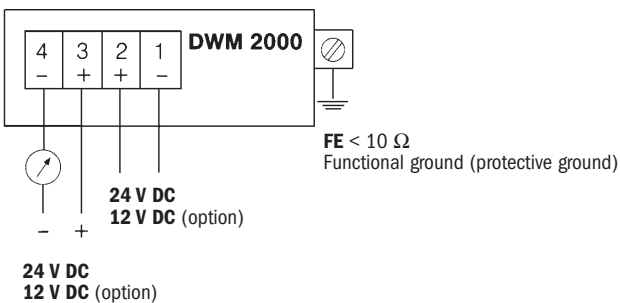 4 3 2 1 DWM 2000
– + + –
FE < 10 Ω
Functional ground (protective ground)
24 V DC
12 V DC (option)
– +
24 V DC
12 V DC (option)